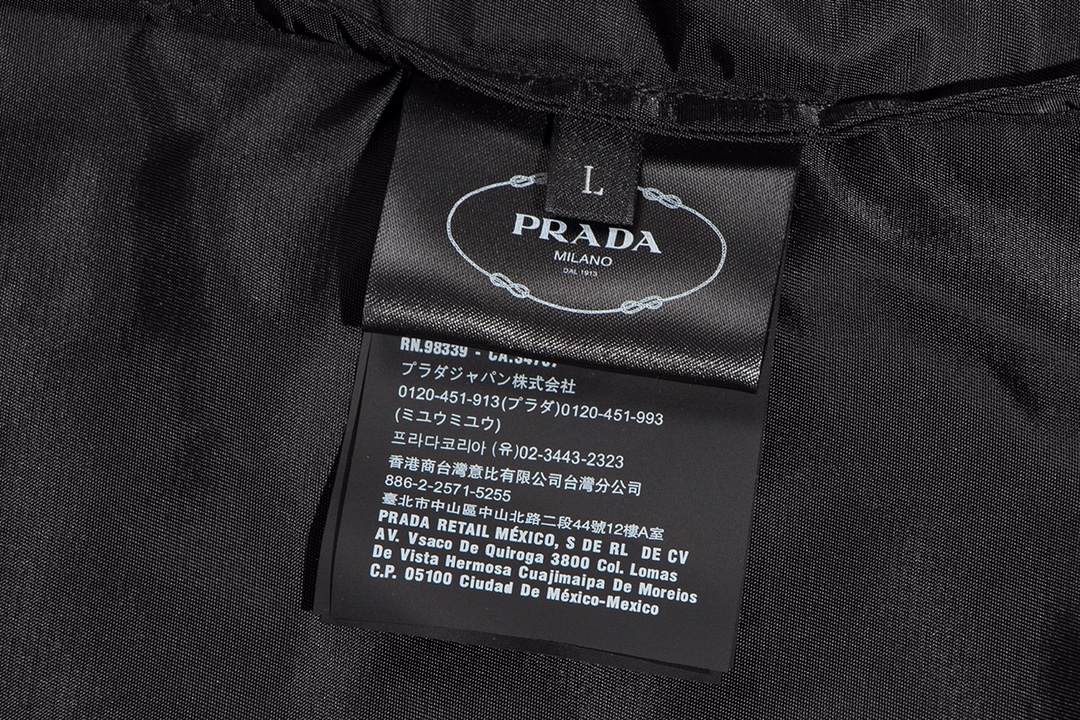 L
PRADA
MILANO
DAL 1913
RN.98339 - CA.34707
プラダジャパン株式会社
0120-451-913(プラダ)0120-451-993
(ミユウミユウ)
프라다코리아 (유)02-3443-2323
香港商台灣意比有限公司台灣分公司
886-2-2571-5255
臺北市中山區中山北路二段44號12樓A室
PRADA RETAIL MÉXICO, S DE RL DE CV
AV. Vsaco De Quiroga 3800 Col. Lomas
De Vista Hermosa Cuajimaipa De Moreios
C.P. 05100 Ciudad De México-Mexico